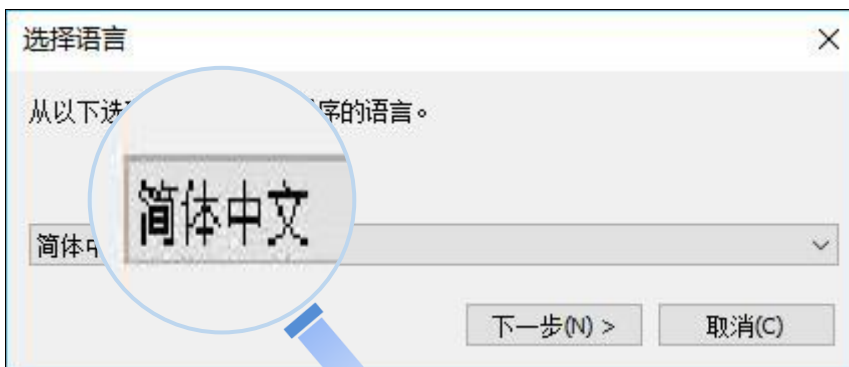 选择语言
从以下选 序的语言。
简体中文
简体中
下一步(N) >
取消(C)